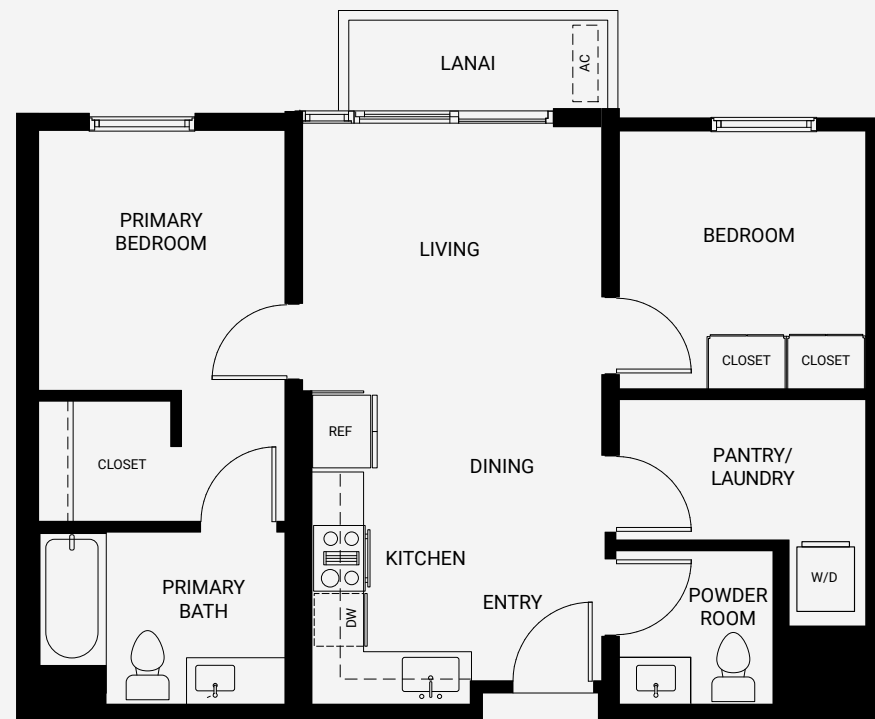 LANAI
AC
PRIMARY
BEDROOM
LIVING
BEDROOM
CLOSET
CLOSET
REF
CLOSET
DINING
PANTRY/
LAUNDRY
KITCHEN
W/D
PRIMARY
BATH
DW
ENTRY
POWDER
ROOM